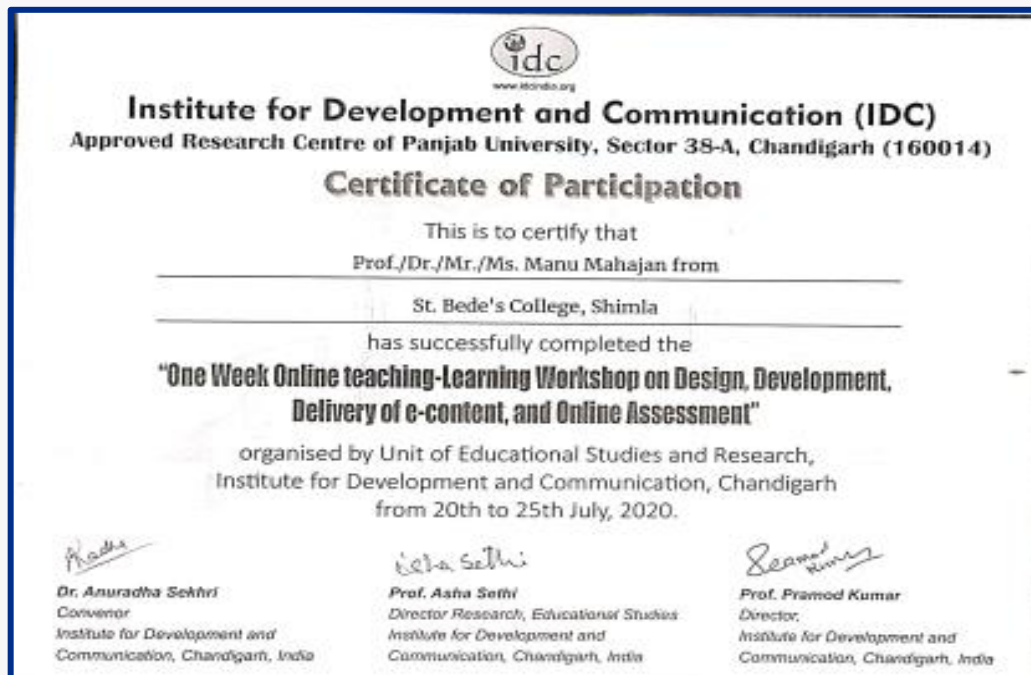 idc
www.idcindia.org
Institute for Development and Communication (IDC)
Approved Research Centre of Panjab University, Sector 38-A, Chandigarh (160014)
Certificate of Participation
This is to certify that
Prof./Dr./Mr./Ms. Manu Mahajan from
St. Bede's College, Shimla
has successfully completed the
"One Week Online teaching-Learning Workshop on Design, Development,
Delivery of e-content, and Online Assessment"
organised by Unit of Educational Studies and Research,
Institute for Development and Communication, Chandigarh
from 20th to 25th July, 2020.
Asha Sethi
Dr. Anuradha Sekhri Prof. Asha Sethi Prof. Pramod Kumar
Convenor Director Research, Educational Studies Director,
Institute for Development and Institute for Development and Institute for Development and
Communication, Chandigarh, India Communication, Chandigarh, India Communication, Chandigarh, India